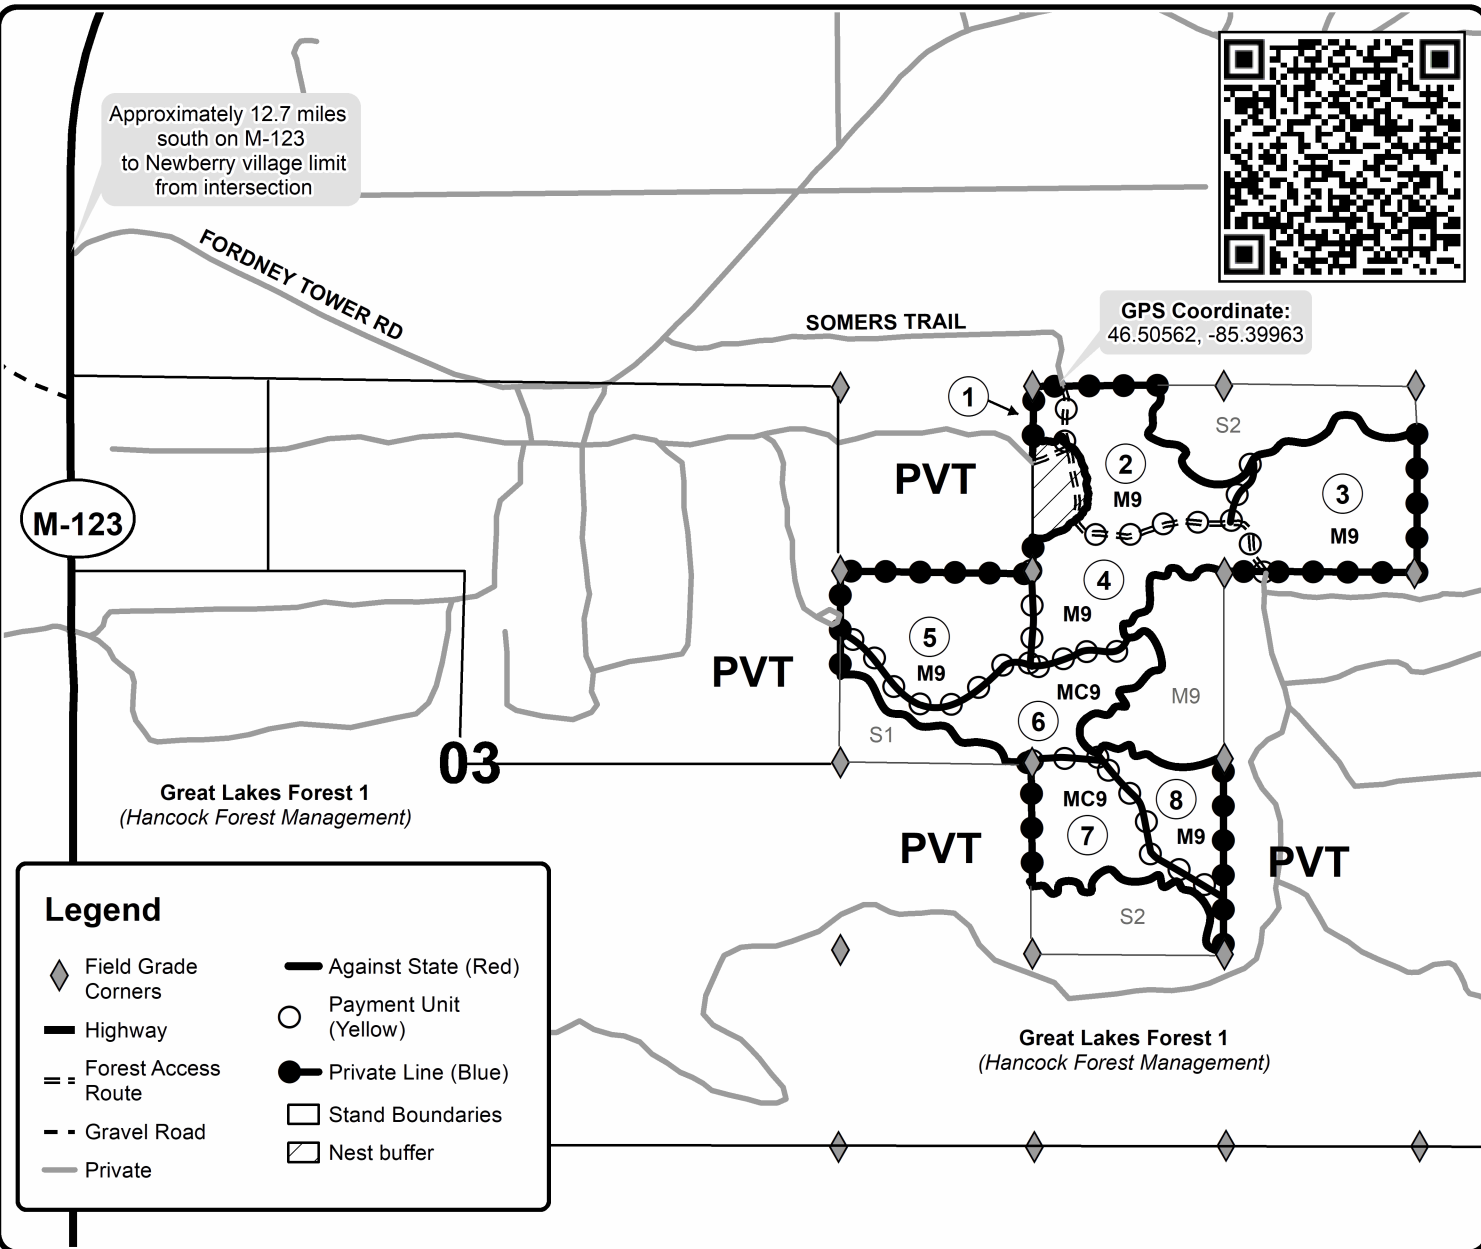 Approximately 12.7 miles
south on M-123
to Newberry village limit
from intersection
FORDNEY TOWER RD
SOMERS TRAIL
GPS Coordinate:
46.50562, -85.39963
1
S2
PVT
2
M9
3
M9
M-123
4
M9
5
M9
PVT
MC9
M9
6
S1
03
Great Lakes Forest 1
(Hancock Forest Management)
MC9
8
7
M9
PVT
PVT
S2
Great Lakes Forest 1
(Hancock Forest Management)
Legend
Field Grade
Corners
Highway
Forest Access
Route
Gravel Road
Private
Against State (Red)
Payment Unit
(Yellow)
Private Line (Blue)
Stand Boundaries
Nest buffer